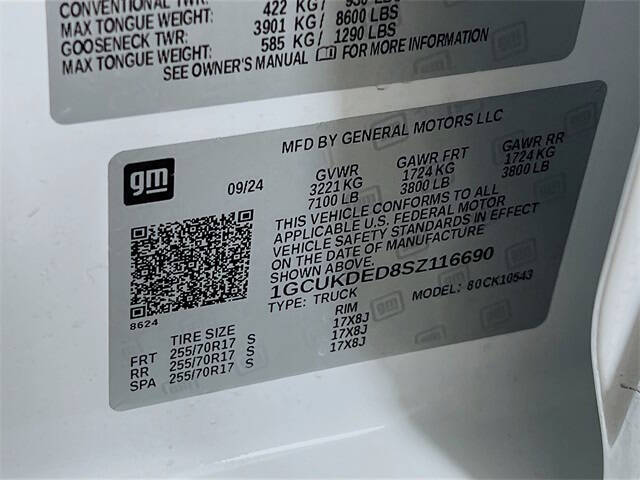 CONVENTIONAL TWR: 422 KG/ 930 LBS
MAX TONGUE WEIGHT: 3901 KG/ 8600 LBS
GOOSENECK TWR: 585 KG/ 1290 LBS
MAX TONGUE WEIGHT:
SEE OWNER'S MANUAL FOR MORE INFORMATION
MFD BY GENERAL MOTORS LLC
gm
09/24
GVWR GAWR FRT GAWR RR
3221 KG 1724 KG 1724 KG
7100 LB 3800 LB 3800 LB
THIS VEHICLE CONFORMS TO ALL
APPLICABLE U.S. FEDERAL MOTOR
VEHICLE SAFETY STANDARDS IN EFFECT
ON THE DATE OF MANUFACTURE
SHOWN ABOVE.
1GCUKDED8SZ116690
TYPE: TRUCK MODEL: 80CK10543
8624
TIRE SIZE RIM
FRT 255/70R17 S 17X8J
RR 255/70R17 S 17X8J
SPA 255/70R17 S 17X8J